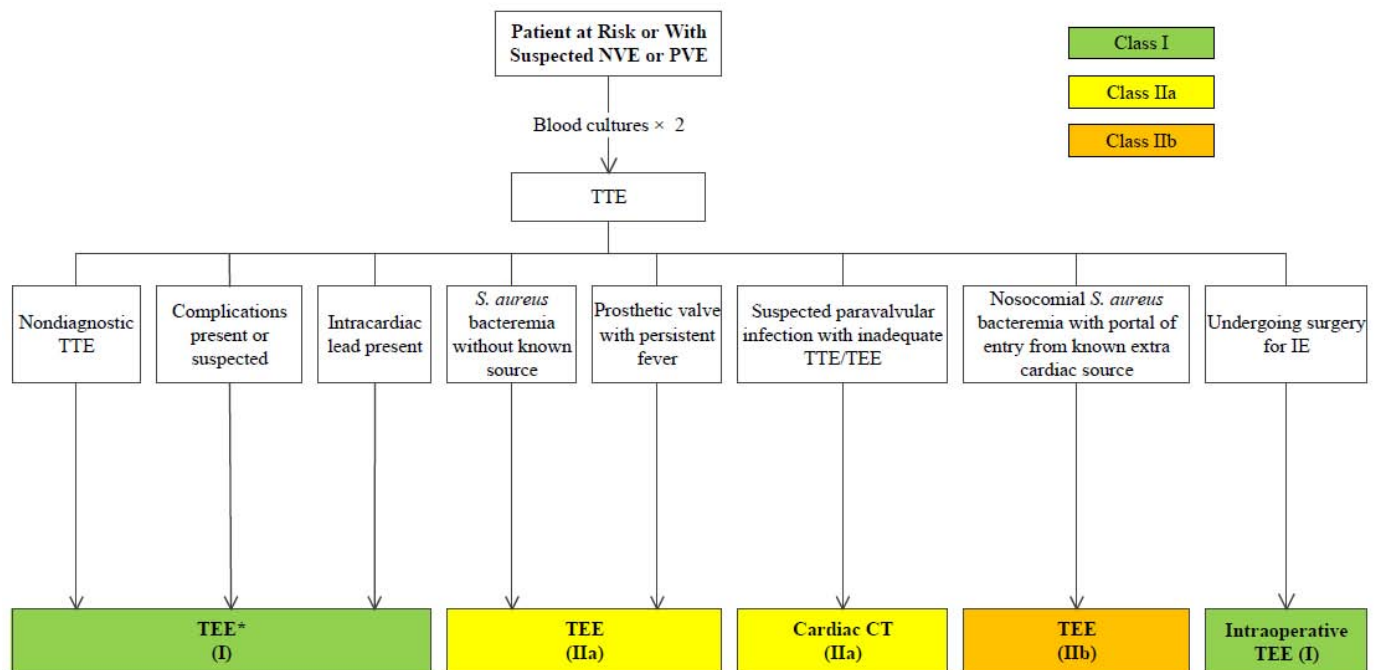 Patient at Risk or With
Suspected NVE or PVE
Class I
Class IIa
Class IIb
Blood cultures × 2
TTE
Nondiagnostic
TTE
Complications
present or
suspected
Intracardiac
lead present
S. aureus
bacteremia
without known
source
Prosthetic valve
with persistent
fever
Suspected paravalvular
infection with inadequate
TTE/TEE
Nosocomial S. aureus
bacteremia with portal of
entry from known extra
cardiac source
Undergoing surgery
for IE
TEE*
(I)
TEE
(IIa)
Cardiac CT
(IIa)
TEE
(IIb)
Intraoperative
TEE (I)